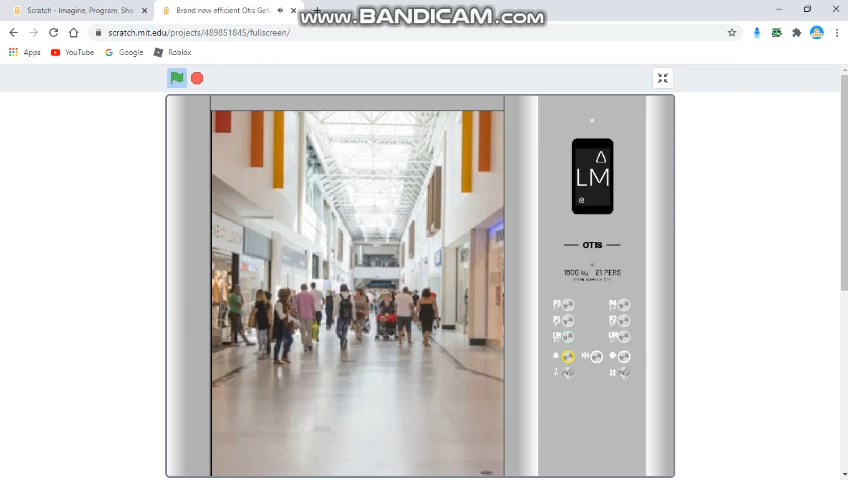 Scratch - Imagine, Program, Sha
Brand new efficient Otis Ge
www.BANDICAM.com
scratch.mit.edu/projects/489851845/fullscreen/
Apps
YouTube
Google
Roblox
LM
OTIS
1800 kg 21 PERS
P3
P4
P1
P2
LM
UM